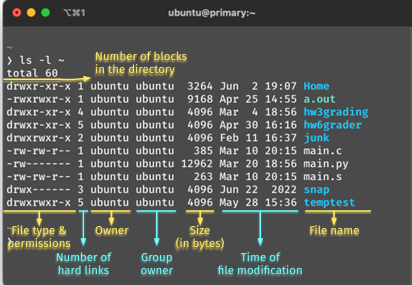 ⌥⌘1 ubuntu@primary:~
~
❯ ls -l ~
Number of blocks
in the directory
total 60
drwxr-xr-x 1 ubuntu ubuntu 3264 Jun 2 19:07 Home
-rwxrwxr-x 1 ubuntu ubuntu 9168 Apr 25 14:55 a.out
drwxrwxr-x 4 ubuntu ubuntu 4096 Mar 4 18:56 hw3grading
drwxrwxr-x 5 ubuntu ubuntu 4096 Apr 30 16:16 hw6grader
drwxrwxr-x 2 ubuntu ubuntu 4096 Feb 11 16:37 junk
-rw-rw-r-- 1 ubuntu ubuntu 385 Mar 10 20:15 main.c
-rw------- 1 ubuntu ubuntu 12962 Mar 20 18:56 main.py
-rw-rw-r-- 1 ubuntu ubuntu 263 Mar 10 20:15 main.s
drwx------ 3 ubuntu ubuntu 4096 Jun 22 2022 snap
drwxrwxr-x 5 ubuntu ubuntu 4096 May 28 15:36 temptest
File type &
permissions
Number of
hard links
Owner
Group
owner
Size
(in bytes)
Time of
file modification
File name